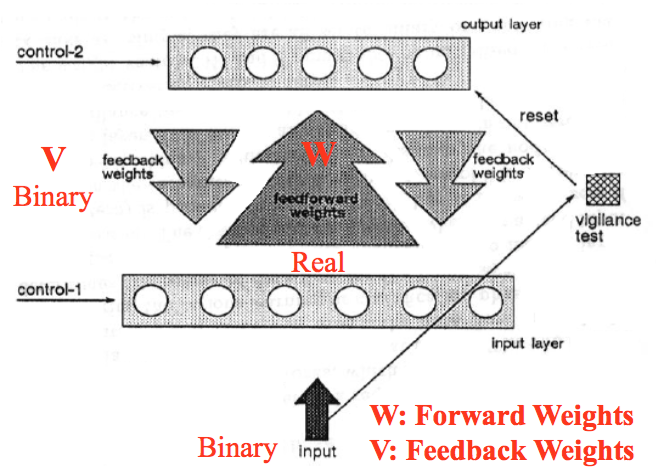 output layer
control-2
reset
V
feedback
weights
W
feedback
weights
Binary
feedforward
weights
vigilance
test
Real
control-1
input layer
W: Forward Weights
Binary
input
V: Feedback Weights